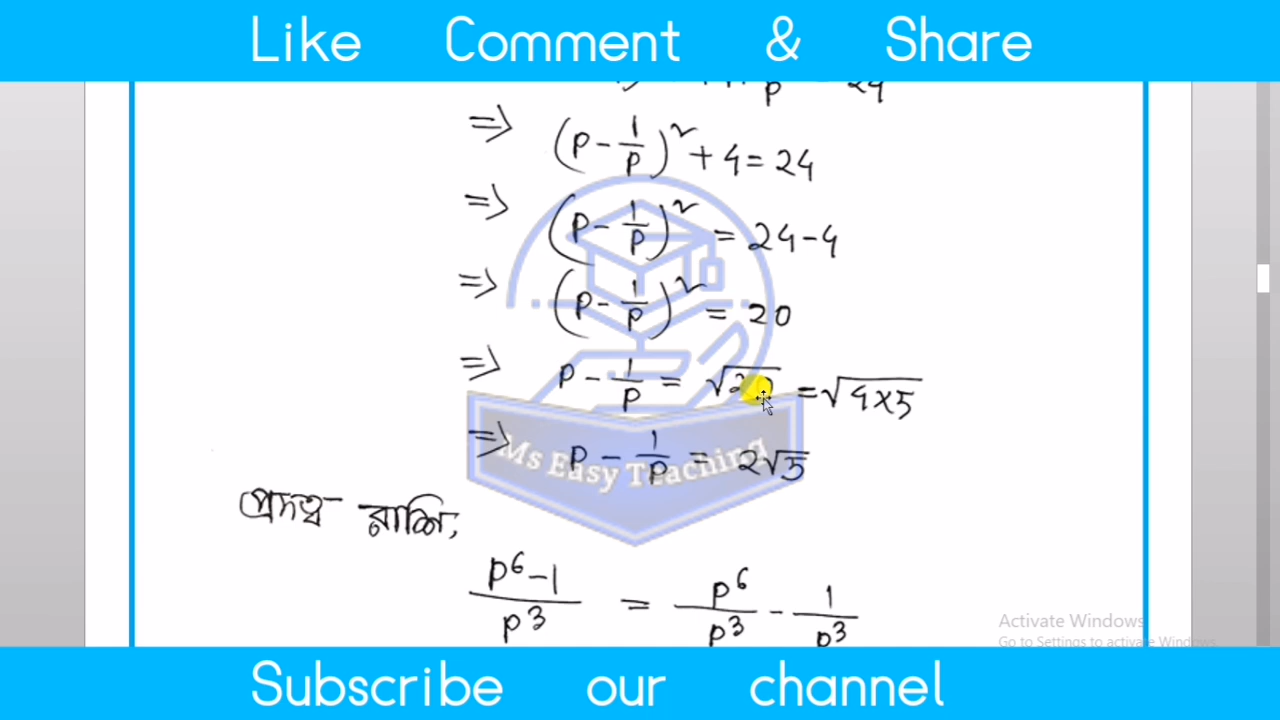 Like Comment & Share
p = 24
⇒ (p - 1/p)² + 4 = 24
⇒ (p - 1/p)² = 24 - 4
⇒ (p - 1/p)² = 20
⇒ p - 1/p = √20 = √4×5
⇒ p - 1/p = 2√5
Ms Easy Teaching
প্রদত্ত রাশি,
p⁶-1/p³ = p⁶/p³ - 1/p³
Activate Windows
Go to Settings to activate Windows.
Subscribe our channel